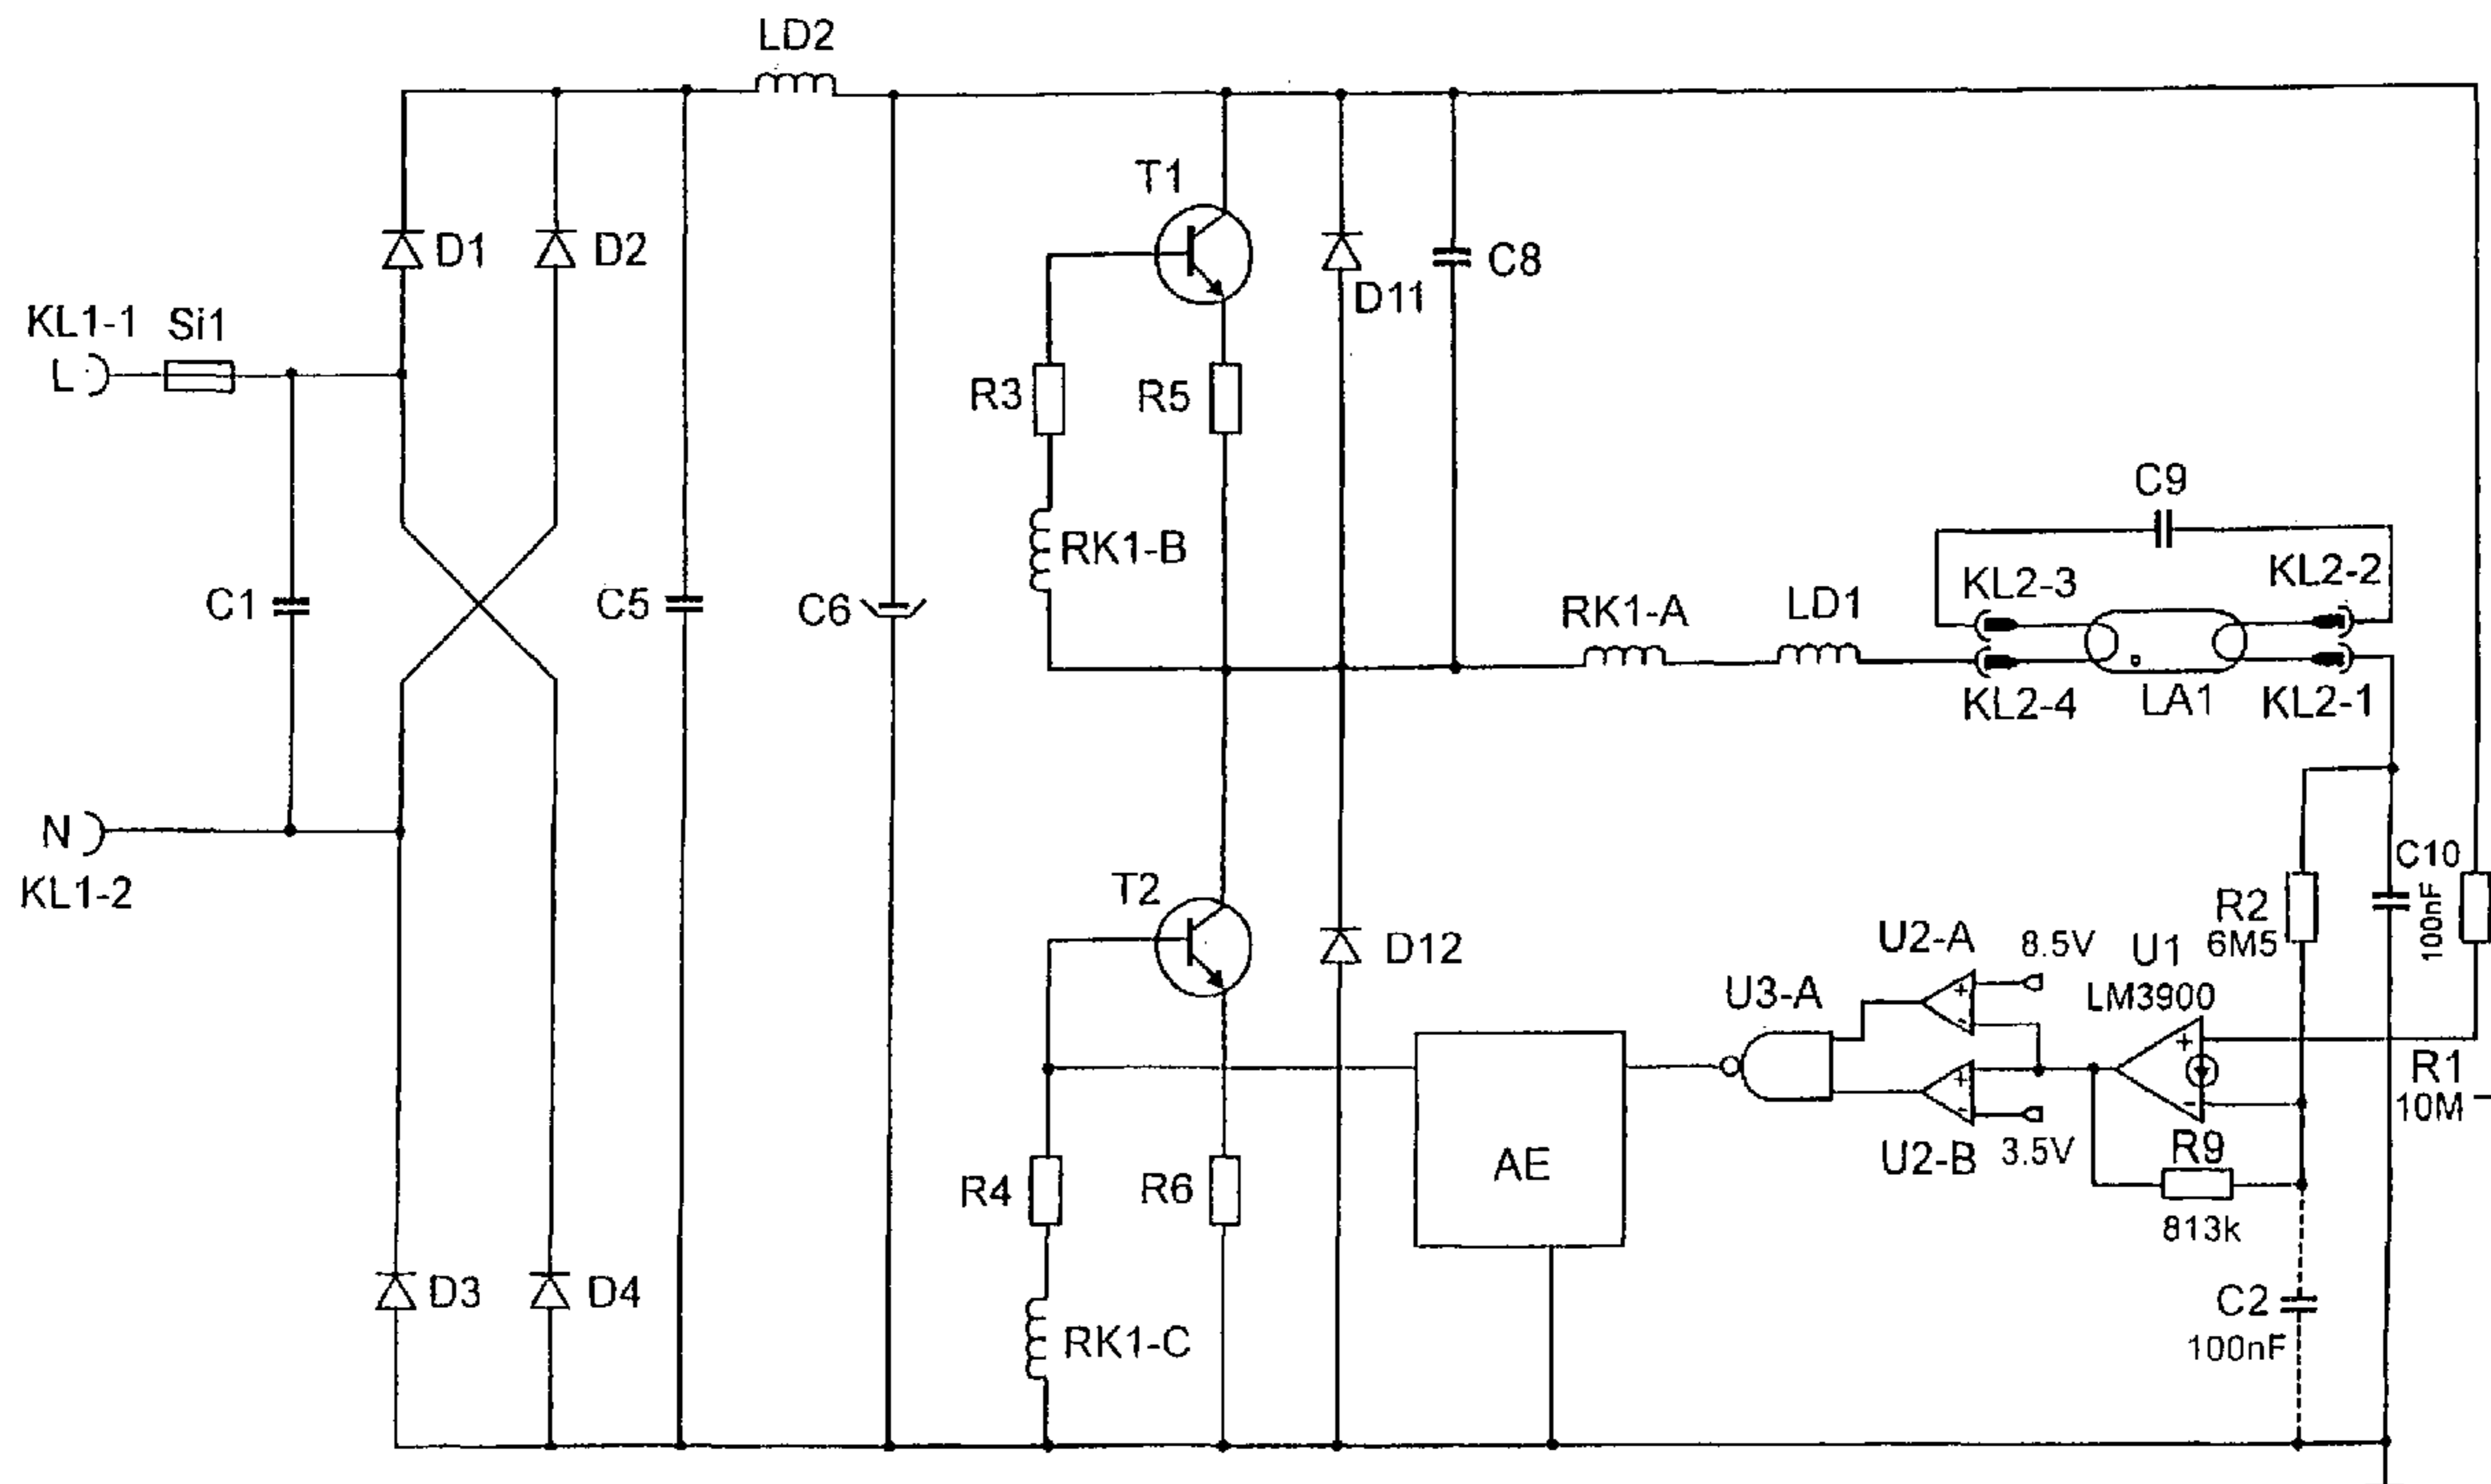 LD2
T1
D1
D2
D11
C8
KL1-1
Si1
L
R3
R5
C9
RK1-B
KL2-3
KL2-2
C1
C5
C6
RK1-A
LD1
KL2-4
LA1
KL2-1
N
KL1-2
T2
C10
100nF
R2
6M5
D12
U2-A
8.5V
U1
LM3900
U3-A
+
-
+
-
+
-
R1
10M
U2-B
3.5V
R9
813k
AE
R4
R6
D3
D4
C2
100nF
RK1-C